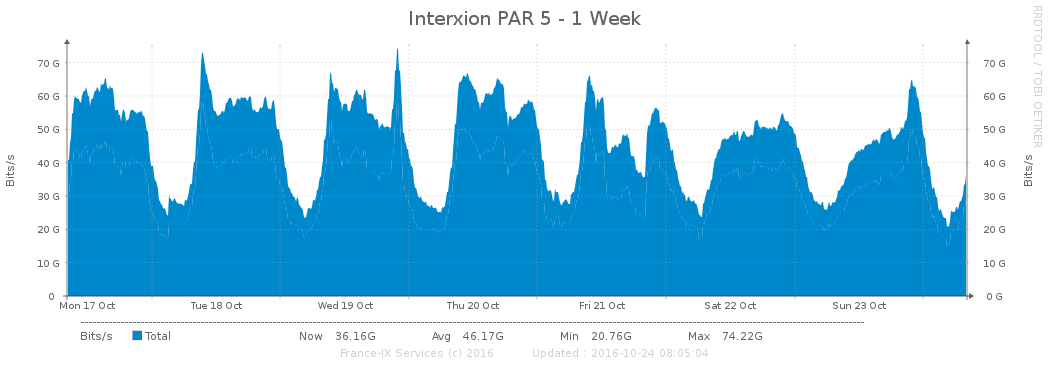 Interxion PAR 5 - 1 Week
RRDTOOL / TOBI OETIKER
Bits/s
70 G 70 G
60 G 60 G
50 G 50 G
40 G 40 G
30 G 30 G
20 G 20 G
10 G 10 G
0 0 G
Bits/s
Mon 17 Oct Tue 18 Oct Wed 19 Oct Thu 20 Oct Fri 21 Oct Sat 22 Oct Sun 23 Oct
Bits/s Total Now 36.16G Avg 46.17G Min 20.76G Max 74.22G
France-IX Services (c) 2016 Updated : 2016-10-24 08:05:04